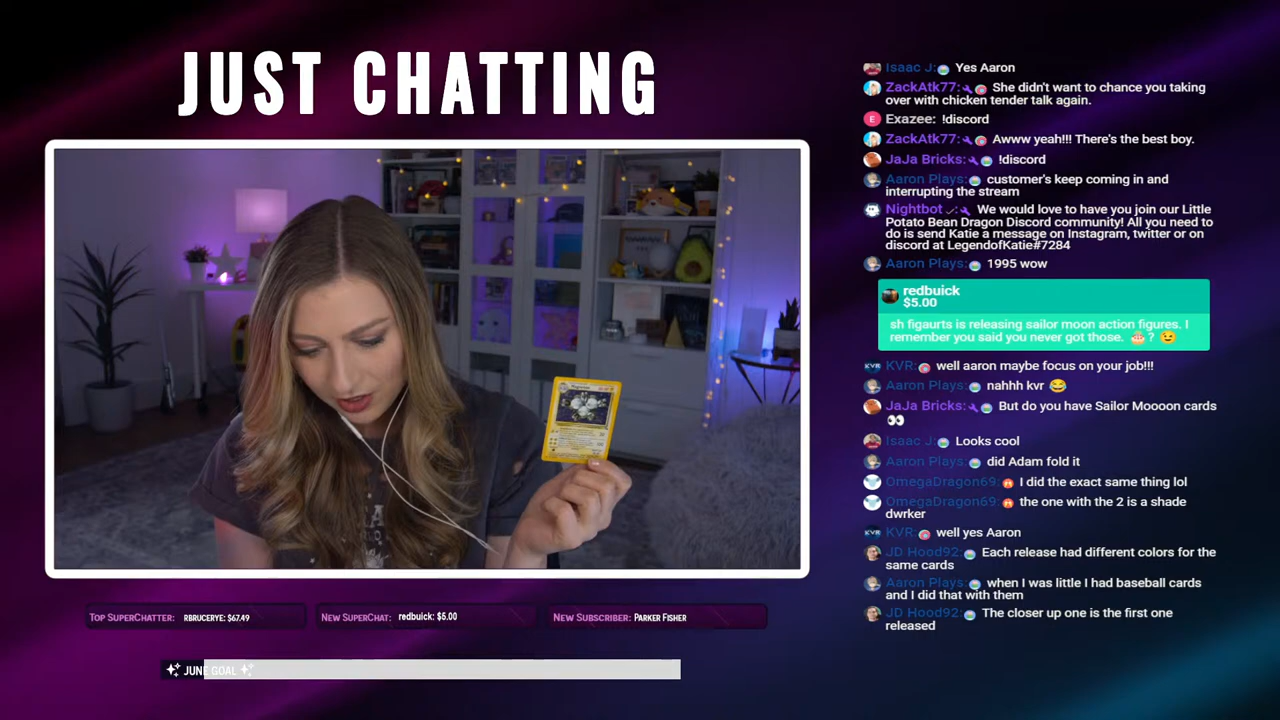 JUST CHATTING
Isaac J: Yes Aaron
ZackAtk77: She didn't want to chance you taking
over with chicken tender talk again.
Exazee: !discord
ZackAtk77: Awww yeah!!! There's the best boy.
JaJa Bricks: !discord
Aaron Plays: customer's keep coming in and
interrupting the stream
Nightbot We would love to have you join our Little
Potato Bean Dragon Discord community! All you need to
do is send Katie a message on Instagram, twitter or on
discord at LegendofKatie#7284
Aaron Plays: 1995 wow
redbuick
$5.00
sh figaurts is releasing sailor moon action figures. I
remember you said you never got those. 🎂? 😉
KVR: well aaron maybe focus on your job!!!
Aaron Plays: nahhh kvr 😂
JaJa Bricks: But do you have Sailor Moooon cards
👀
Isaac J: Looks cool
Aaron Plays: did Adam fold it
OmegaDragon69: I did the exact same thing lol
OmegaDragon69: the one with the 2 is a shade
dwrker
KVR: well yes Aaron
JD Hood92: Each release had different colors for the
same cards
Aaron Plays: when I was little I had baseball cards
and I did that with them
JD Hood92: The closer up one is the first one
released
TOP SUPERCHATTER: RBRUCERYE: $67.49
NEW SUPERCHAT: redbuick: $5.00
NEW SUBSCRIBER: PARKER FISHER
JUNE GOAL